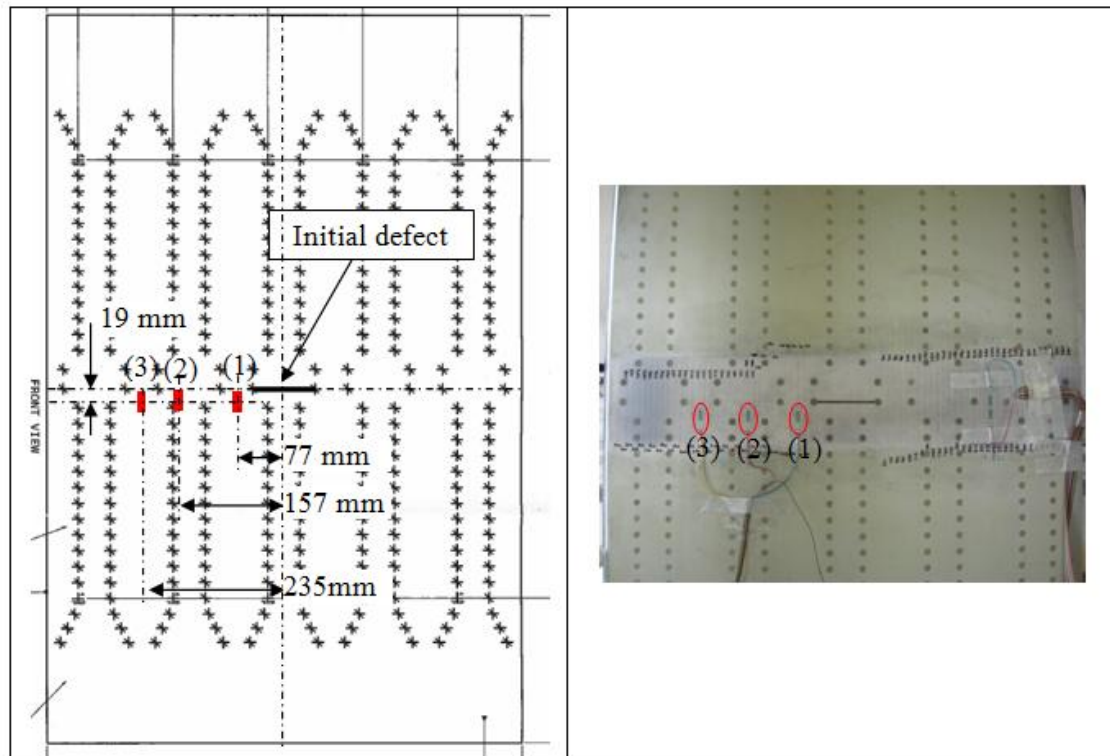 Initial defect
19 mm
(3)
(2)
(1)
FRONT VIEW
77 mm
157 mm
235mm
(3)
(2)
(1)